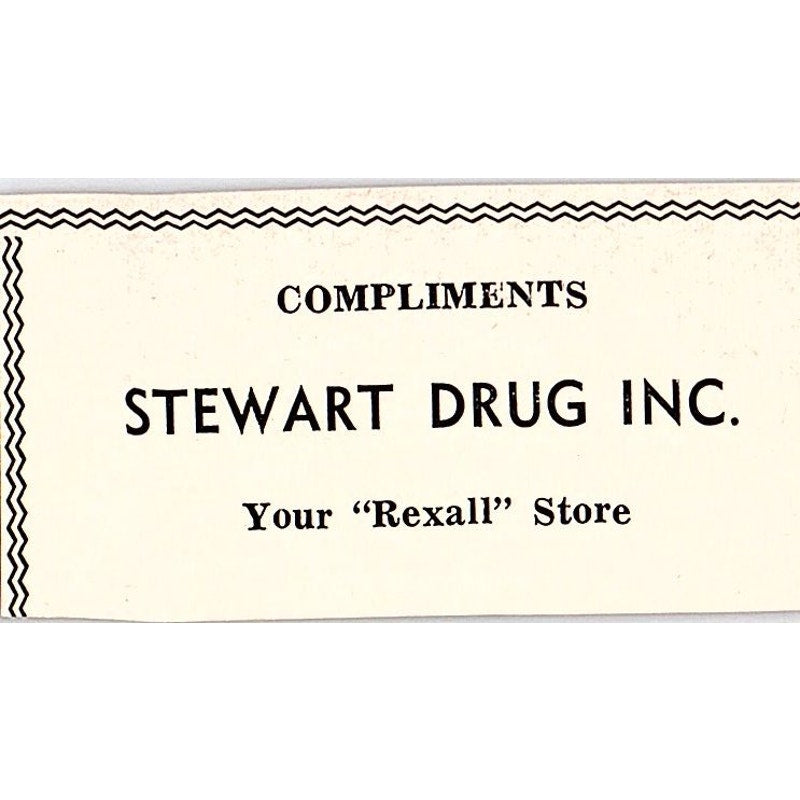 COMPLIMENTS
STEWART DRUG INC.
Your “Rexall” Store